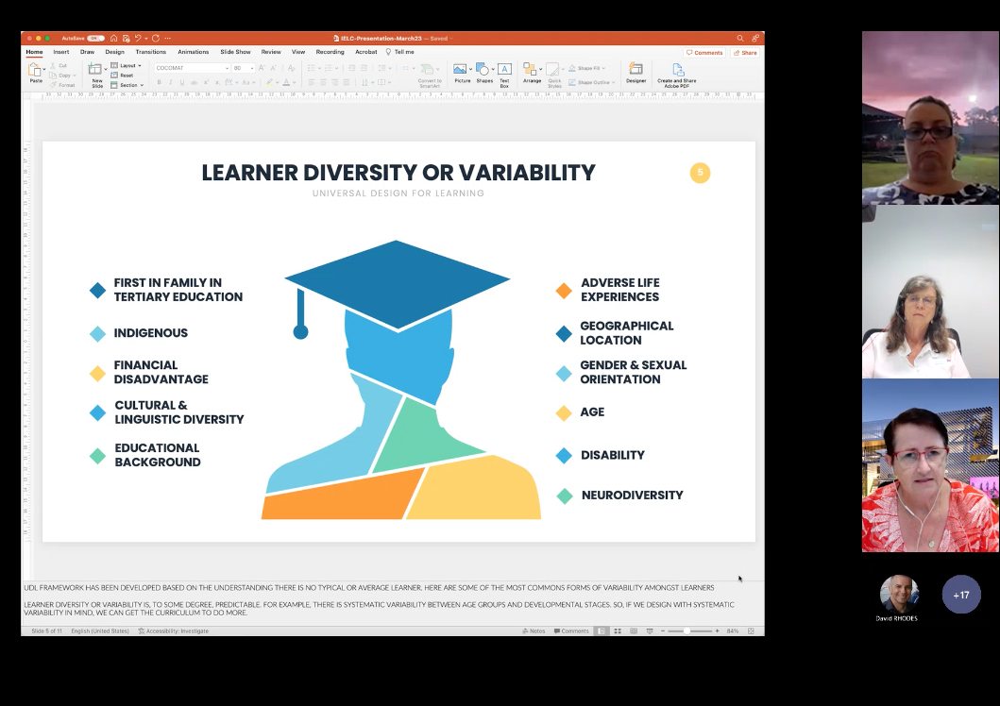 AutoSave
IELC-Presentation-March23 — Saved
Home Insert Draw Design Transitions Animations Slide Show Review View Recording Acrobat Tell me
Comments Share
Paste
Cut
Copy
Format
New
Slide
Layout
Reset
Section
COCOMAT 80
Convert to
SmartArt
Picture
Shapes
Text
Box
Arrange
Quick
Styles
Shape Fill
Shape Outline
Designer
Create and Share
Adobe PDF
LEARNER DIVERSITY OR VARIABILITY
5
UNIVERSAL DESIGN FOR LEARNING
FIRST IN FAMILY IN
TERTIARY EDUCATION
INDIGENOUS
FINANCIAL
DISADVANTAGE
CULTURAL &
LINGUISTIC DIVERSITY
EDUCATIONAL
BACKGROUND
ADVERSE LIFE
EXPERIENCES
GEOGRAPHICAL
LOCATION
GENDER & SEXUAL
ORIENTATION
AGE
DISABILITY
NEURODIVERSITY
UDL FRAMEWORK HAS BEEN DEVELOPED BASED ON THE UNDERSTANDING THERE IS NO TYPICAL OR AVERAGE LEARNER. HERE ARE SOME OF THE MOST COMMONS FORMS OF VARIABILITY AMONGST LEARNERS
LEARNER DIVERSITY OR VARIABILITY IS, TO SOME DEGREE, PREDICTABLE. FOR EXAMPLE, THERE IS SYSTEMATIC VARIABILITY BETWEEN AGE GROUPS AND DEVELOPMENTAL STAGES. SO, IF WE DESIGN WITH SYSTEMATIC
VARIABILITY IN MIND, WE CAN GET THE CURRICULUM TO DO MORE.
Slide 5 of 11 English (United States) Accessibility: Investigate
Notes Comments 84%
David RHODES
+17